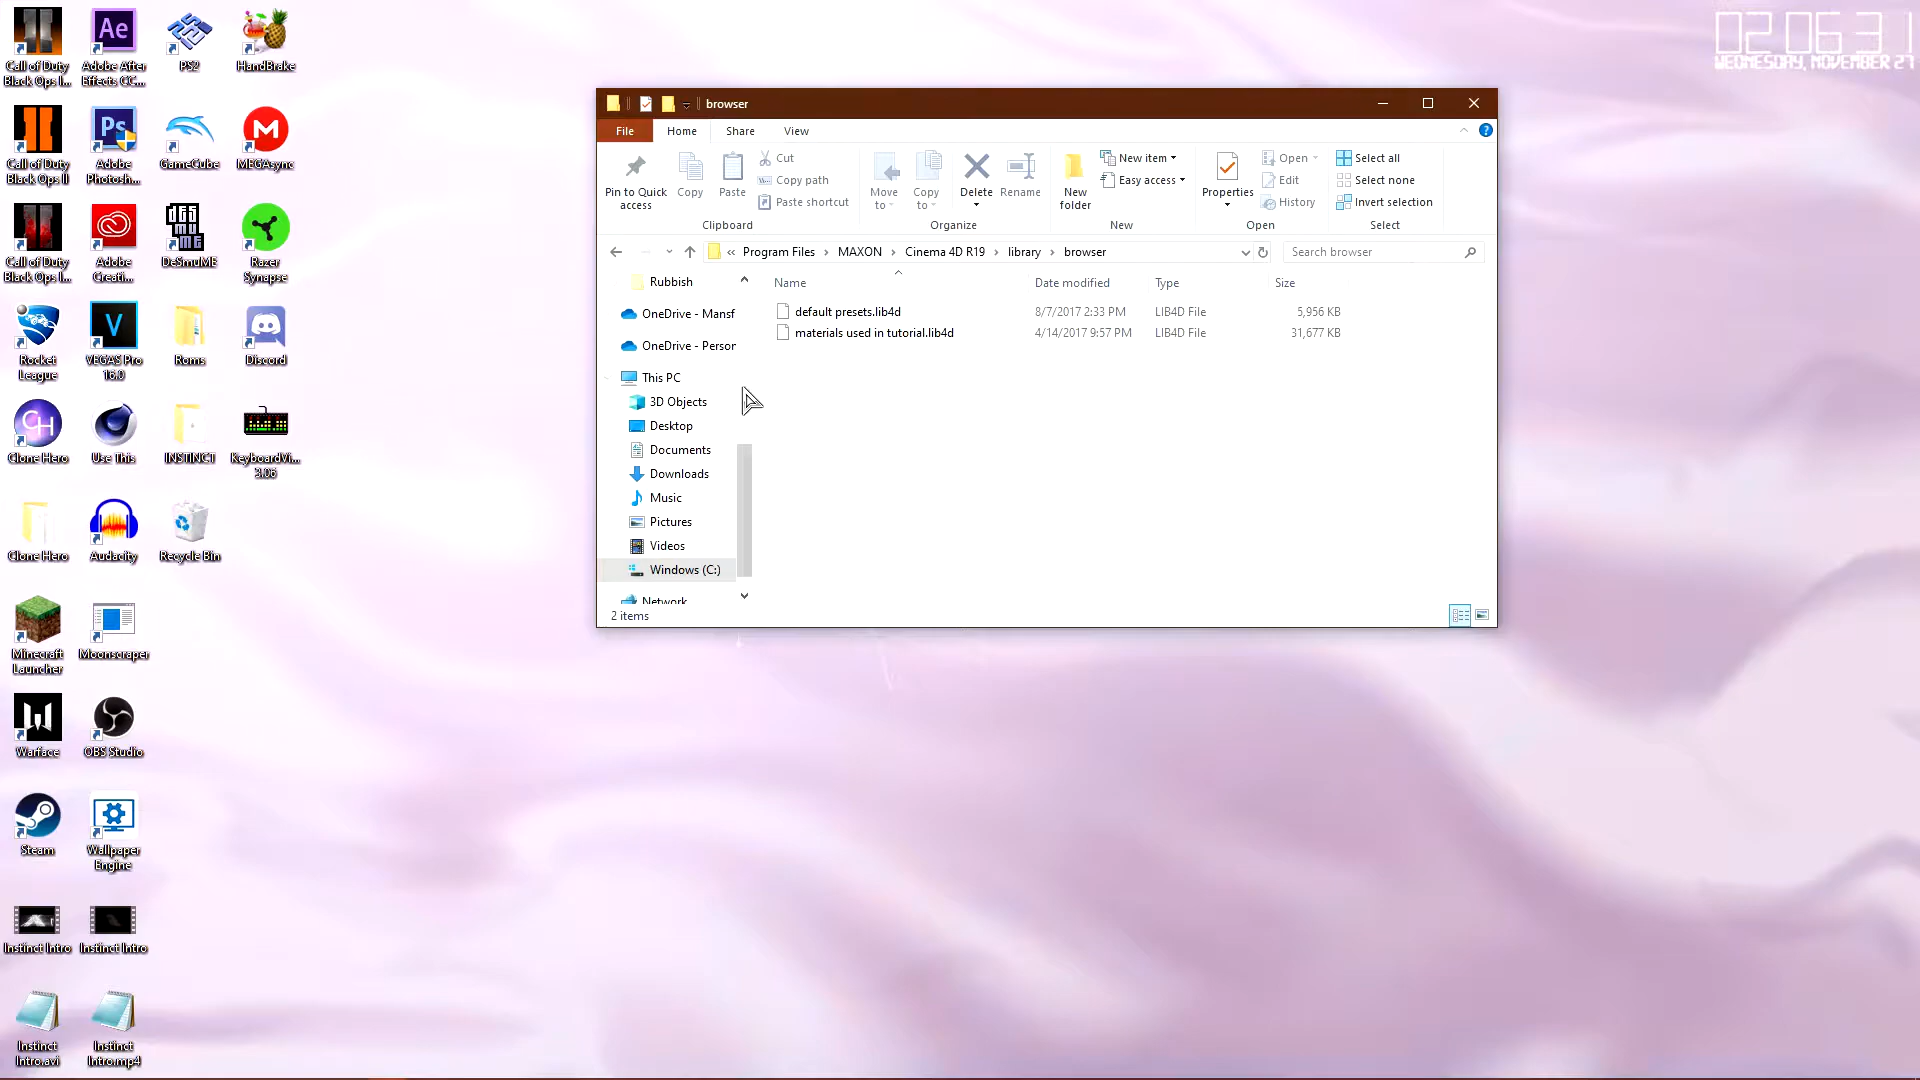 Call of Duty
Black Ops I...
Adobe After
Effects CC...
PS2
HandBrake
02 06 31
WEDNESDAY, NOVEMBER 27
Call of Duty
Black Ops II
Adobe
Photosh...
GameCube
MEGAsync
Call of Duty
Black Ops I...
Adobe
Creati...
DeSmuME
Razer
Synapse
Rocket
League
VEGAS Pro
16.0
Roms
Discord
Clone Hero
Use This
INSTINCT
KeyboardVi...
3.06
Clone Hero
Audacity
Recycle Bin
Minecraft
Launcher
Moonscraper
Warface
OBS Studio
Steam
Wallpaper
Engine
Instinct Intro
Instinct Intro
Instinct
Intro.avi
Instinct
Intro.mp4
browser
File Home Share View
Pin to Quick
access
Copy
Paste
Cut
Copy path
Paste shortcut
Clipboard
Move
to
Copy
to
Delete
Rename
Organize
New
folder
New item
Easy access
New
Properties
Open
Edit
History
Open
Select all
Select none
Invert selection
Select
« Program Files › MAXON › Cinema 4D R19 › library › browser
Search browser
Rubbish
OneDrive - Mansf
OneDrive - Person
This PC
3D Objects
Desktop
Documents
Downloads
Music
Pictures
Videos
Windows (C:)
Network
Name Date modified Type Size
default presets.lib4d 8/7/2017 2:33 PM LIB4D File 5,956 KB
materials used in tutorial.lib4d 4/14/2017 9:57 PM LIB4D File 31,677 KB
2 items